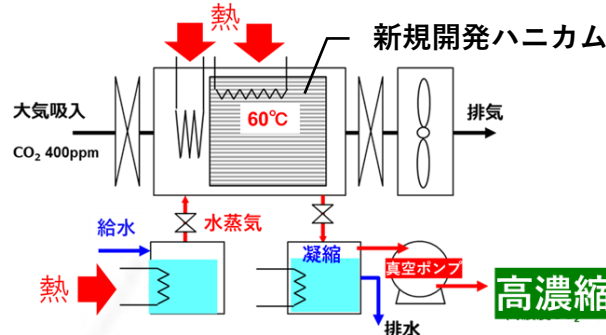 熱
新規開発ハニカム
大気吸入
CO₂ 400ppm
60℃
排気
給水
水蒸気
凝縮
真空ポンプ
熱
高濃縮
排水